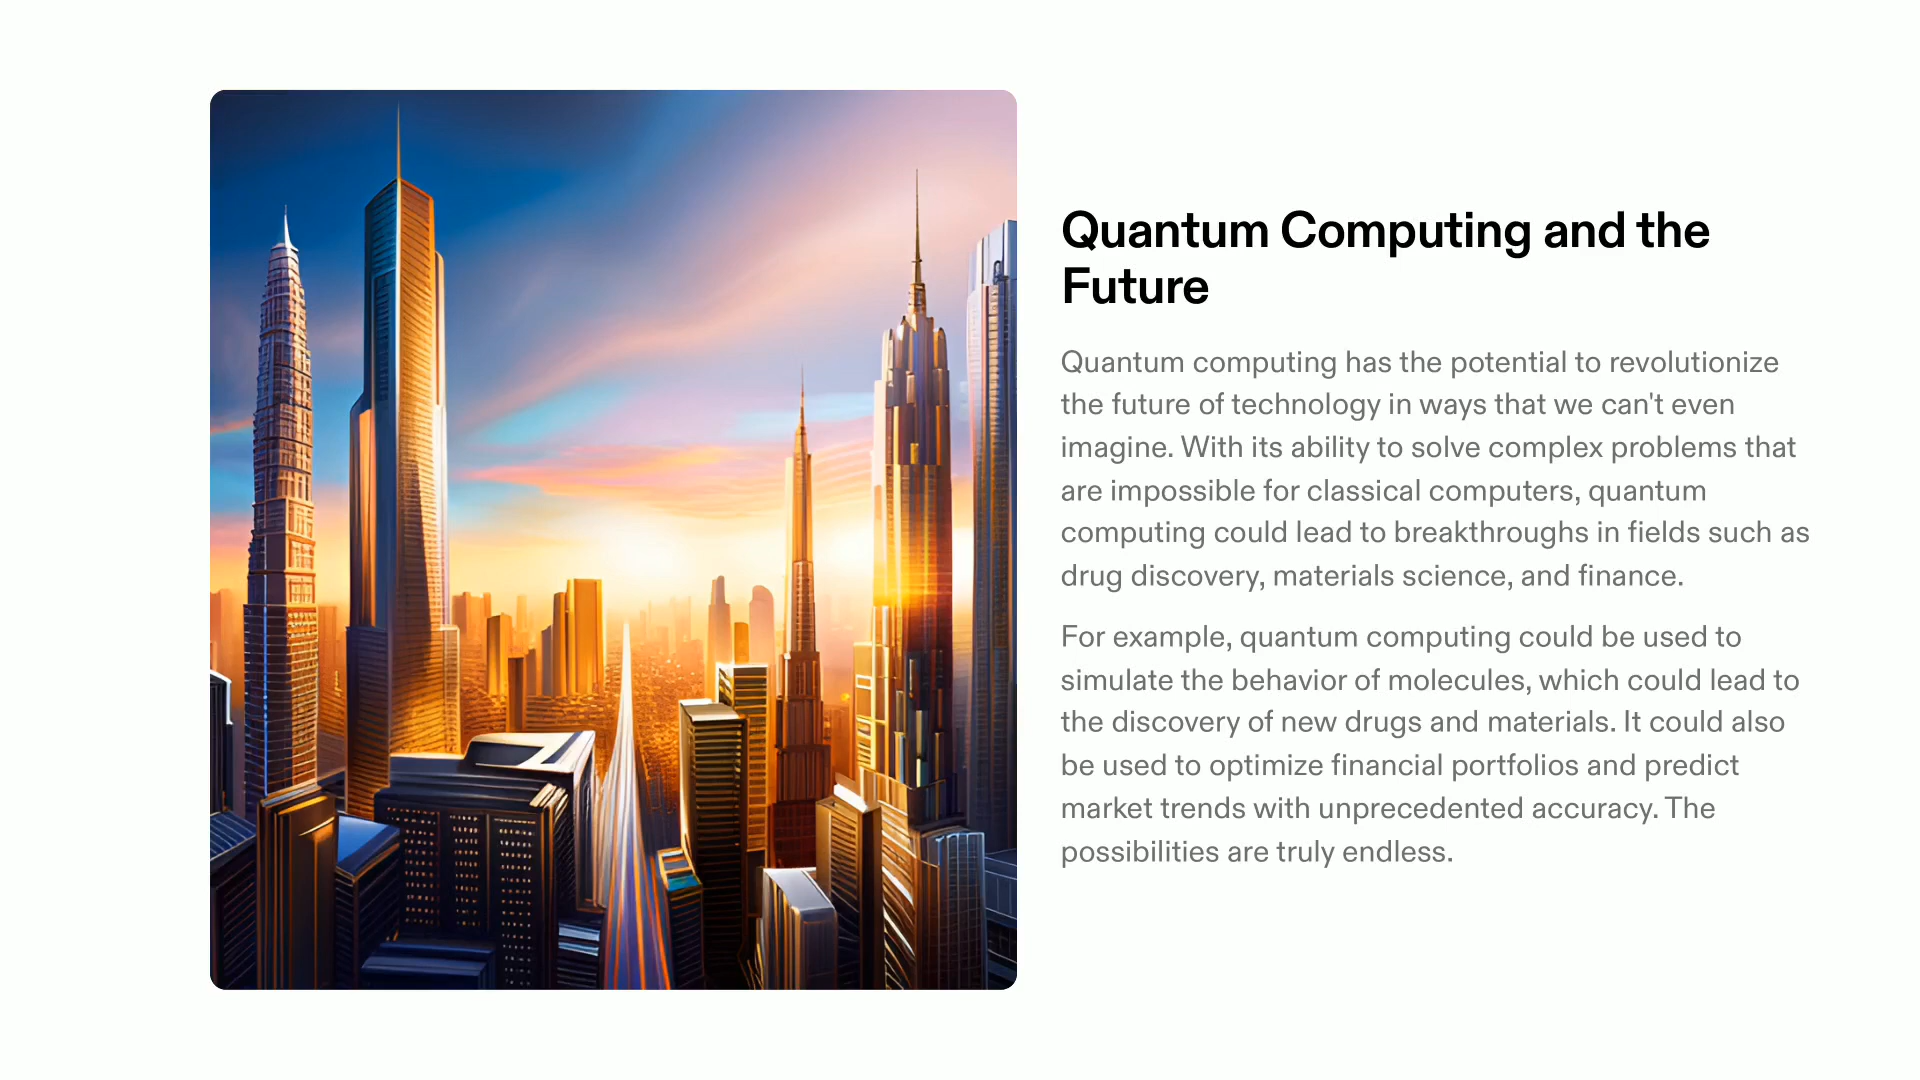 Quantum Computing and the
Future
Quantum computing has the potential to revolutionize
the future of technology in ways that we can't even
imagine. With its ability to solve complex problems that
are impossible for classical computers, quantum
computing could lead to breakthroughs in fields such as
drug discovery, materials science, and finance.
For example, quantum computing could be used to
simulate the behavior of molecules, which could lead to
the discovery of new drugs and materials. It could also
be used to optimize financial portfolios and predict
market trends with unprecedented accuracy. The
possibilities are truly endless.